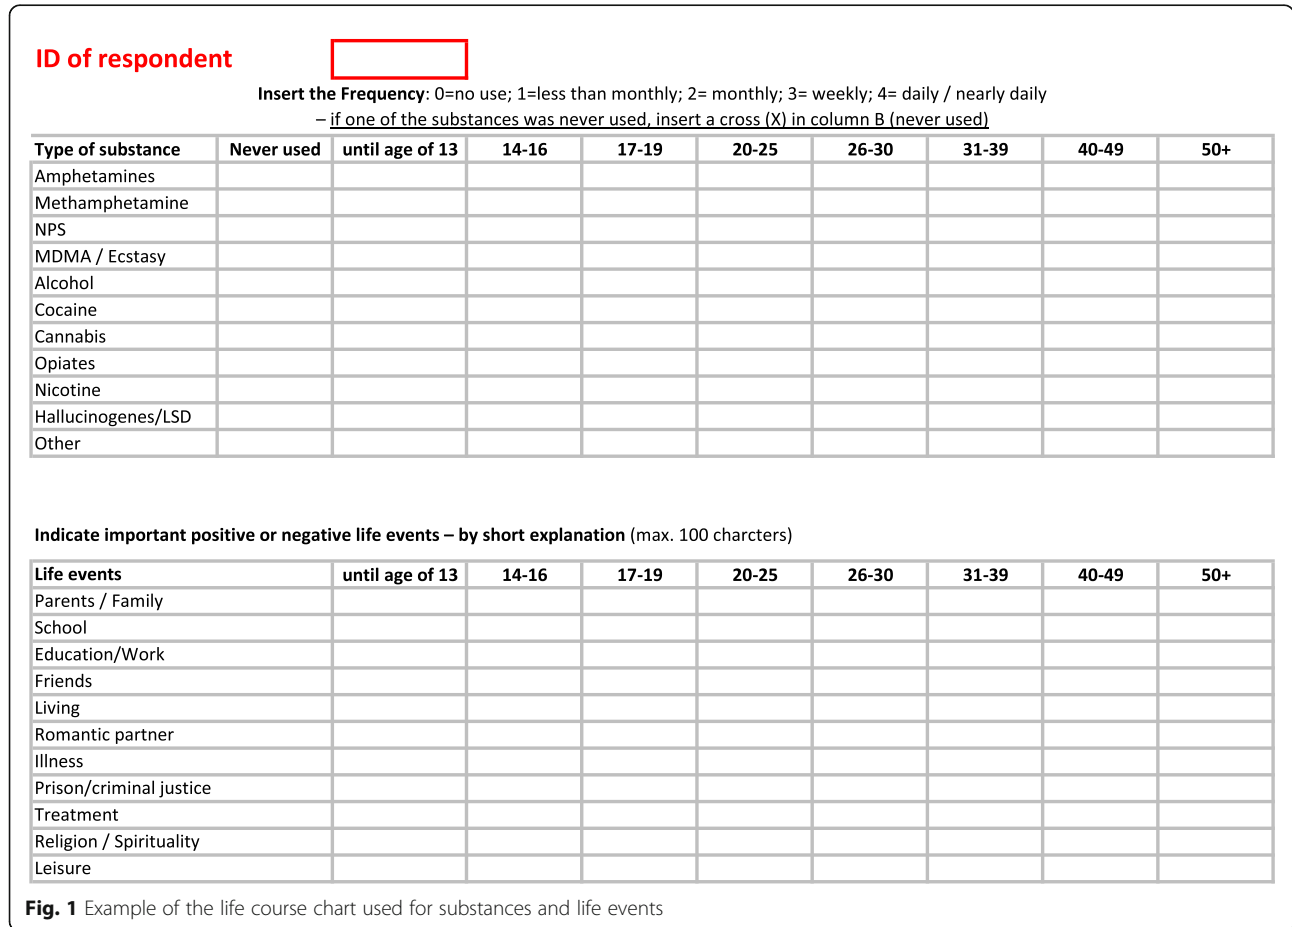 ID of respondent
Insert the Frequency: 0=no use; 1=less than monthly; 2= monthly; 3= weekly; 4= daily / nearly daily
– if one of the substances was never used, insert a cross (X) in column B (never used)
Type of substance Never used until age of 13 14-16 17-19 20-25 26-30 31-39 40-49 50+
Amphetamines
Methamphetamine
NPS
MDMA / Ecstasy
Alcohol
Cocaine
Cannabis
Opiates
Nicotine
Hallucinogenes/LSD
Other
Indicate important positive or negative life events – by short explanation (max. 100 charcters)
Life events until age of 13 14-16 17-19 20-25 26-30 31-39 40-49 50+
Parents / Family
School
Education/Work
Friends
Living
Romantic partner
Illness
Prison/criminal justice
Treatment
Religion / Spirituality
Leisure
Fig. 1 Example of the life course chart used for substances and life events